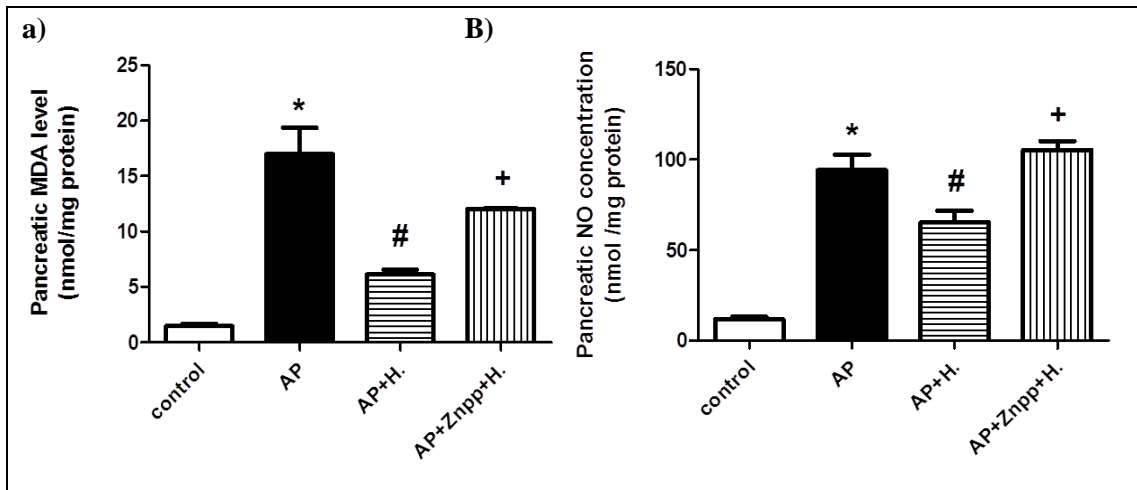 a)
Pancreatic MDA level
(nmol/mg protein)
25
20
15
10
5
0
*
#
+
control
AP
AP+H.
AP+Znpp+H.
B)
Pancreatic NO concentration
(nmol /mg protein)
150
100
50
0
*
#
+
control
AP
AP+H.
AP+Znpp+H.